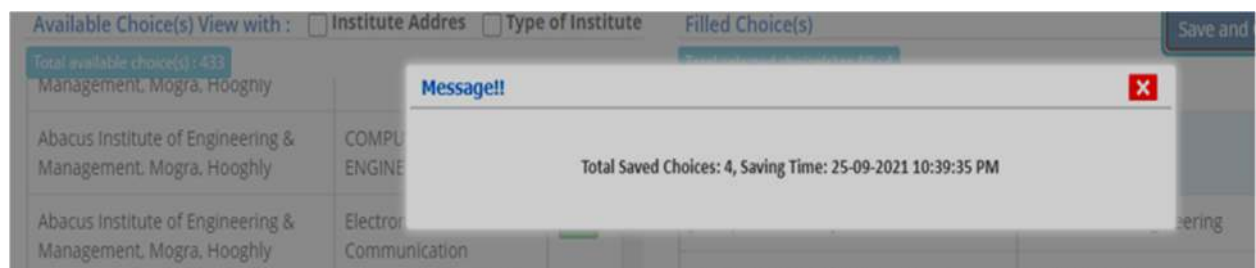 Available Choice(s) View with : Institute Addres Type of Institute Filled Choice(s) Save and
Total available choice(s) : 433
Management, Mogra, Hooghly
Message!!
Abacus Institute of Engineering & COMPU
Management, Mogra, Hooghly ENGINE
Total Saved Choices: 4, Saving Time: 25-09-2021 10:39:35 PM
Abacus Institute of Engineering & Electron eering
Management, Mogra, Hooghly Communication